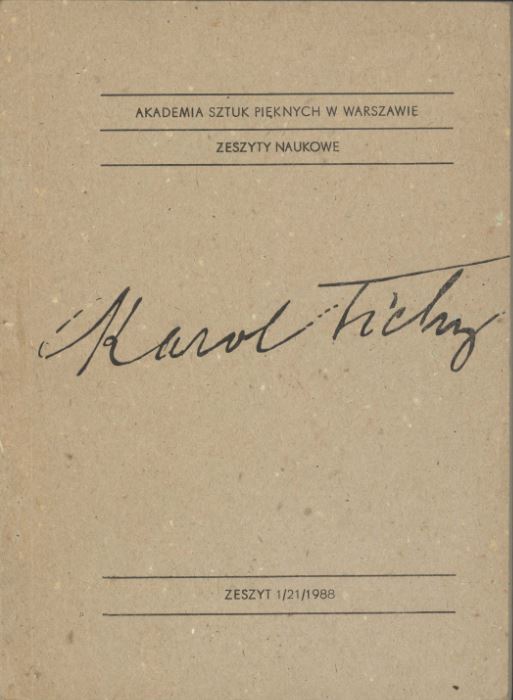 AKADEMIA SZTUK PIĘKNYCH W WARSZAWIE
ZESZYTY NAUKOWE
Karol Tichy
ZESZYT 1/21/1988